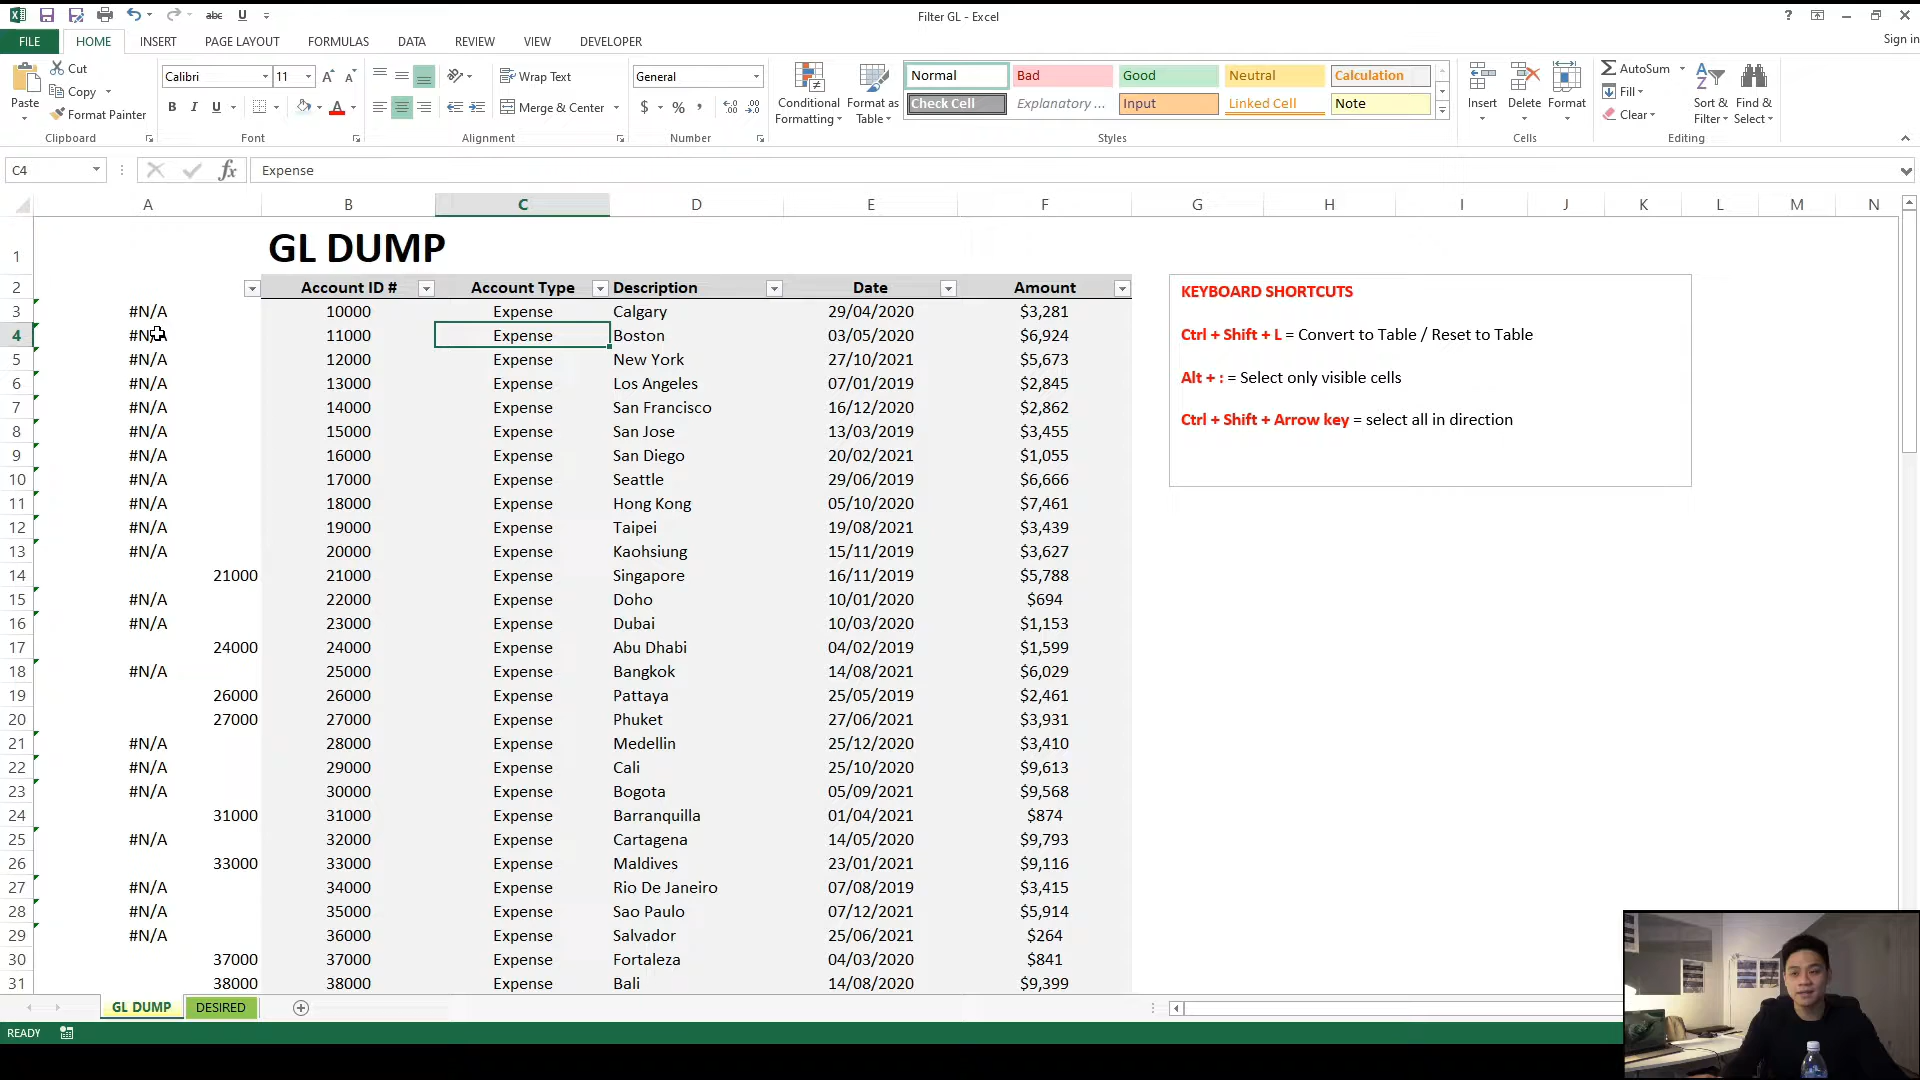 Filter GL - Excel
Sign in
FILE HOME INSERT PAGE LAYOUT FORMULAS DATA REVIEW VIEW DEVELOPER
Paste
Cut
Copy
Format Painter
Clipboard
Calibri 11
B I U
Font
Wrap Text
Merge & Center
Alignment
General
$ % ,
Number
Conditional Formatting
Format as Table
Normal Bad Good Neutral Calculation
Check Cell Explanatory ... Input Linked Cell Note
Styles
Insert Delete Format
Cells
AutoSum
Fill
Clear
Sort & Filter
Find & Select
Editing
C4 fx Expense
A B C D E F G H I J K L M N
1 GL DUMP
2 Account ID # Account Type Description Date Amount
3 #N/A 10000 Expense Calgary 29/04/2020 $3,281
4 #N/A 11000 Expense Boston 03/05/2020 $6,924
5 #N/A 12000 Expense New York 27/10/2021 $5,673
6 #N/A 13000 Expense Los Angeles 07/01/2019 $2,845
7 #N/A 14000 Expense San Francisco 16/12/2020 $2,862
8 #N/A 15000 Expense San Jose 13/03/2019 $3,455
9 #N/A 16000 Expense San Diego 20/02/2021 $1,055
10 #N/A 17000 Expense Seattle 29/06/2019 $6,666
11 #N/A 18000 Expense Hong Kong 05/10/2020 $7,461
12 #N/A 19000 Expense Taipei 19/08/2021 $3,439
13 #N/A 20000 Expense Kaohsiung 15/11/2019 $3,627
14 21000 21000 Expense Singapore 16/11/2019 $5,788
15 #N/A 22000 Expense Doho 10/01/2020 $694
16 #N/A 23000 Expense Dubai 10/03/2020 $1,153
17 24000 24000 Expense Abu Dhabi 04/02/2019 $1,599
18 #N/A 25000 Expense Bangkok 14/08/2021 $6,029
19 26000 26000 Expense Pattaya 25/05/2019 $2,461
20 27000 27000 Expense Phuket 27/06/2021 $3,931
21 #N/A 28000 Expense Medellin 25/12/2020 $3,410
22 #N/A 29000 Expense Cali 25/10/2020 $9,613
23 #N/A 30000 Expense Bogota 05/09/2021 $9,568
24 31000 31000 Expense Barranquilla 01/04/2021 $874
25 #N/A 32000 Expense Cartagena 14/05/2020 $9,793
26 33000 33000 Expense Maldives 23/01/2021 $9,116
27 #N/A 34000 Expense Rio De Janeiro 07/08/2019 $3,415
28 #N/A 35000 Expense Sao Paulo 07/12/2021 $5,914
29 #N/A 36000 Expense Salvador 25/06/2021 $264
30 37000 37000 Expense Fortaleza 04/03/2020 $841
31 38000 38000 Expense Bali 14/08/2020 $9,399
KEYBOARD SHORTCUTS
Ctrl + Shift + L = Convert to Table / Reset to Table
Alt + : = Select only visible cells
Ctrl + Shift + Arrow key = select all in direction
GL DUMP DESIRED
READY